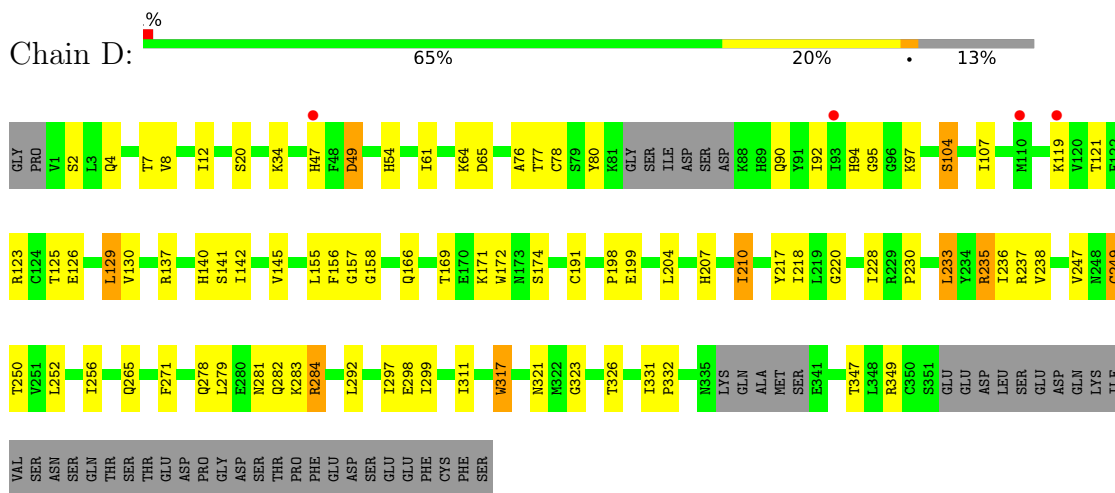 .%
Chain D:
65% 20% • 13%
GLY PRO V1 S2 L3 Q4 T7 V8 I12 S20 K34 H47 F48 D49 H54 I61 K64 D65 A76 T77 C78 S79 Y80 K81 GLY SER ILE ASP SER ASP K88 H89 Q90 Y91 I92 I93 H94 G95 G96 K97 S104 I107 M110 K119 V120 T121
R123 C124 T125 E126 L129 V130 R137 H140 S141 I142 V145 L155 F156 G157 G158 Q166 T169 E170 K171 W172 N173 S174 C191 P198 E199 L204 H207 I210 Y217 I218 L219 G220 I228 R229 P230 L233 Y234 R235 I236 R237 V238 V247 N248
T250 V251 L252 I256 Q265 F271 Q278 L279 E280 N281 Q282 K283 R284 L292 I297 E298 I299 I311 W317 N321 M322 G323 T326 I331 P332 N335 LYS GLN ALA MET SER E341 T347 L348 R349 C350 S351 GLU GLU ASP LEU SER GLU ASP GLN LYS ILE
VAL SER ASN SER GLN THR SER THR GLU ASP PRO GLY ASP SER THR PRO PHE GLU ASP SER GLU GLU PHE CYS PHE SER